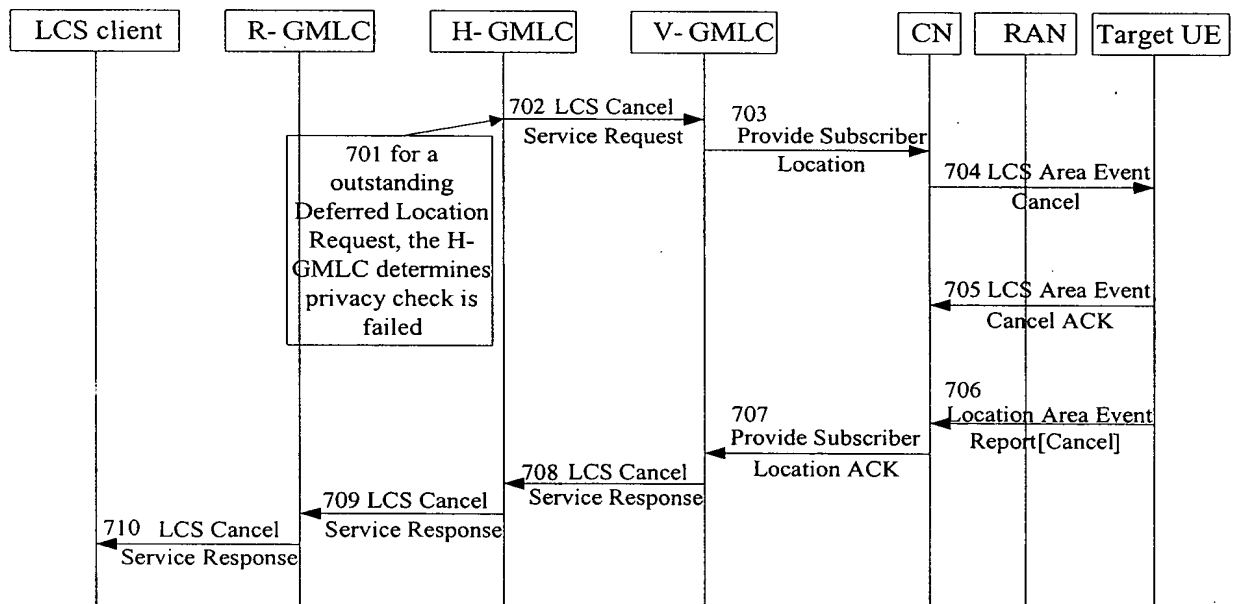 LCS client
R- GMLC
H- GMLC
V- GMLC
CN
RAN
Target UE
702 LCS Cancel
Service Request
703
Provide Subscriber
Location
701 for a
outstanding
Deferred Location
Request, the H-
GMLC determines
privacy check is
failed
704 LCS Area Event
Cancel
705 LCS Area Event
Cancel ACK
706
Location Area Event
Report[Cancel]
707
Provide Subscriber
Location ACK
708 LCS Cancel
Service Response
709 LCS Cancel
Service Response
710 LCS Cancel
Service Response